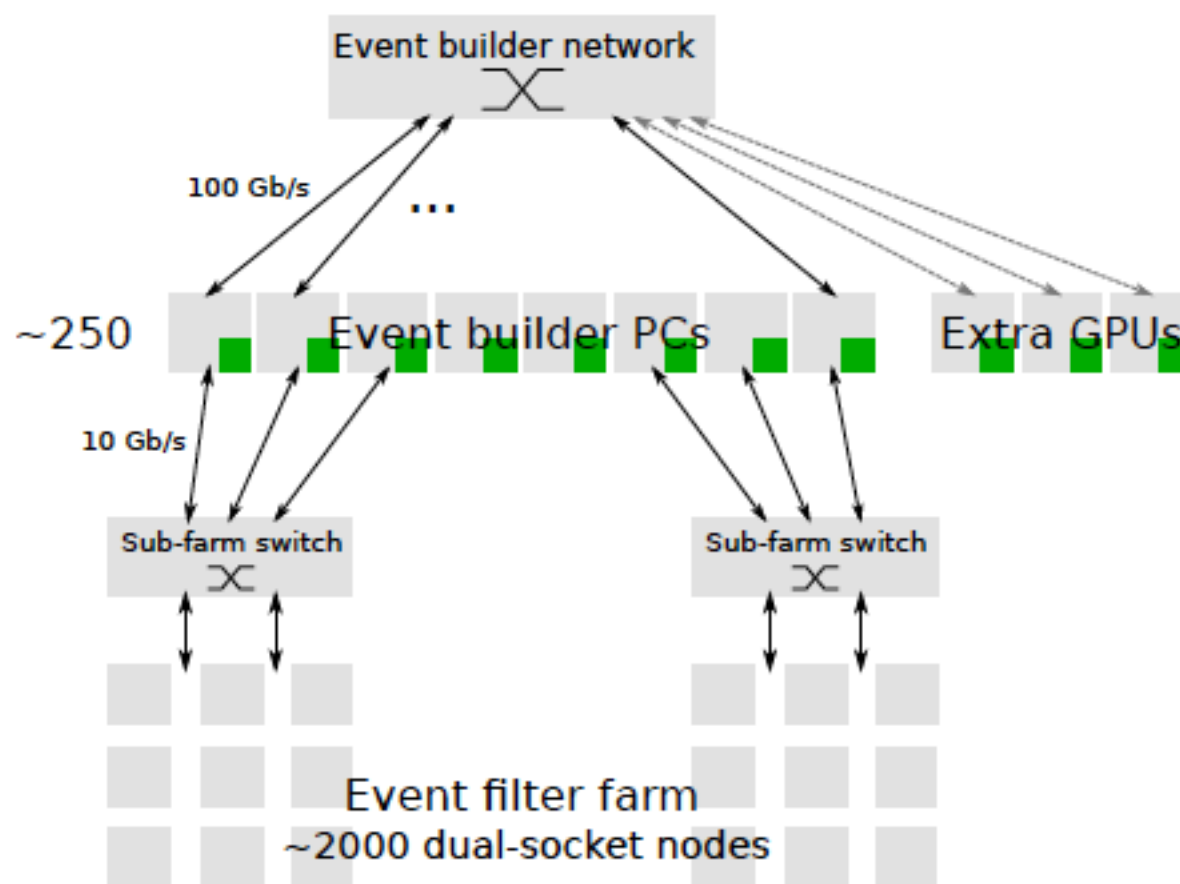 Event builder network
100 Gb/s
...
~250
Event builder PCs
Extra GPUs
10 Gb/s
Sub-farm switch
Sub-farm switch
Event filter farm
~2000 dual-socket nodes